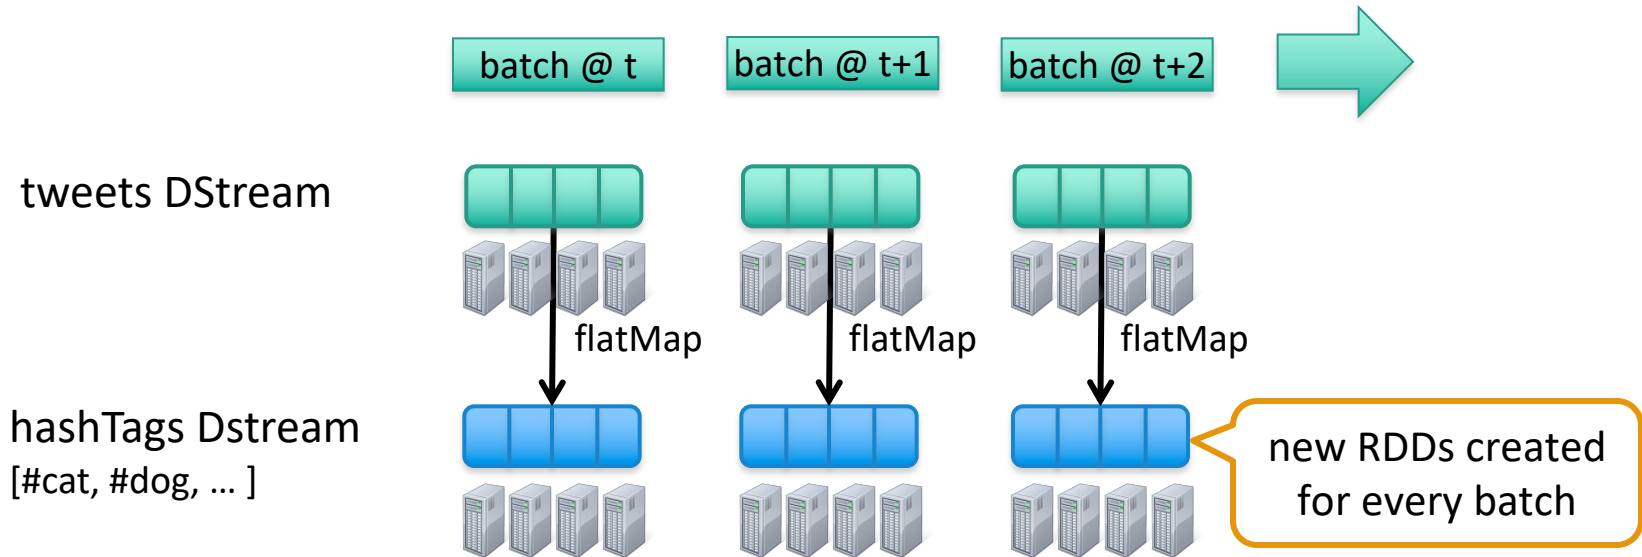 batch @ t
batch @ t+1
batch @ t+2
tweets DStream
flatMap
flatMap
flatMap
hashTags Dstream
[#cat, #dog, … ]
new RDDs created
for every batch